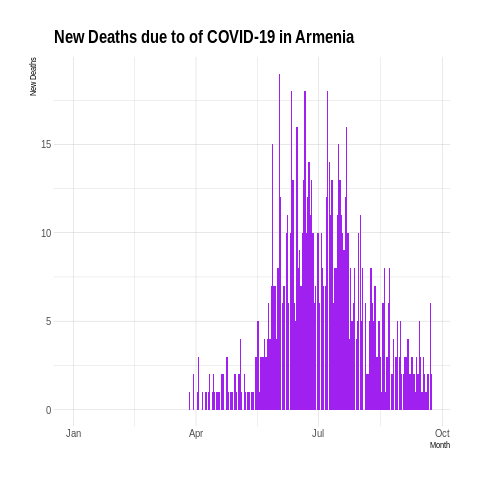 New Deaths due to of COVID-19 in Armenia
New Deaths
15
10
5
0
Jan Apr Jul Oct
Month